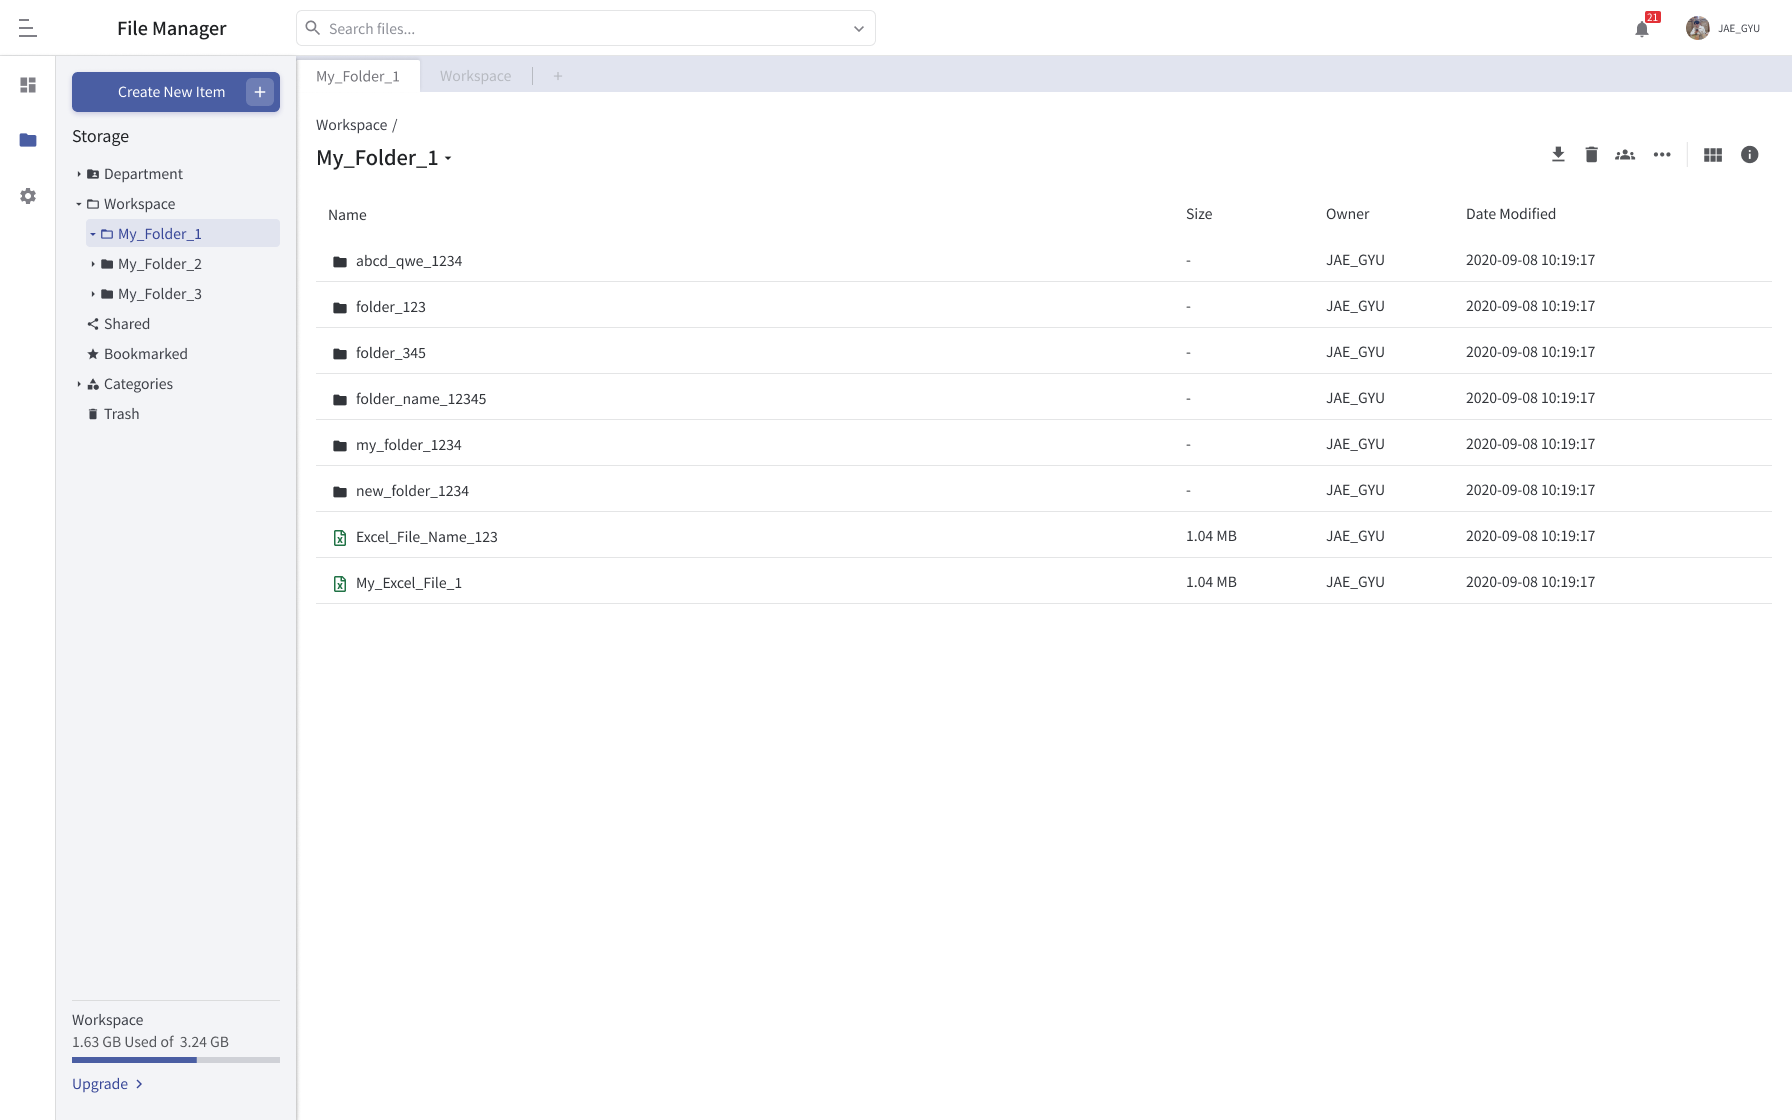 File Manager
Search files...
21
JAE_GYU
Create New Item
Storage
Department
Workspace
My_Folder_1
My_Folder_2
My_Folder_3
Shared
Bookmarked
Categories
Trash
Workspace
1.63 GB Used of 3.24 GB
Upgrade
My_Folder_1 Workspace +
Workspace /
My_Folder_1
Name Size Owner Date Modified
abcd_qwe_1234 - JAE_GYU 2020-09-08 10:19:17
folder_123 - JAE_GYU 2020-09-08 10:19:17
folder_345 - JAE_GYU 2020-09-08 10:19:17
folder_name_12345 - JAE_GYU 2020-09-08 10:19:17
my_folder_1234 - JAE_GYU 2020-09-08 10:19:17
new_folder_1234 - JAE_GYU 2020-09-08 10:19:17
Excel_File_Name_123 1.04 MB JAE_GYU 2020-09-08 10:19:17
My_Excel_File_1 1.04 MB JAE_GYU 2020-09-08 10:19:17